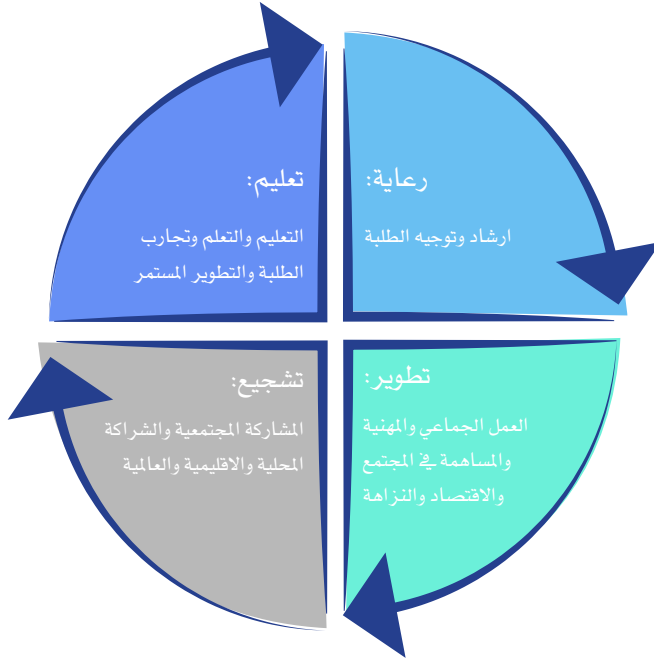 رعاية:
ارشاد وتوجيه الطلبة
تعليم:
التعليم والتعلم وتجارب
الطلبة والتطوير المستمر
تطوير:
العمل الجماعي والمهنية
والمساهمة في المجتمع
والاقتصاد والنزاهة
تشجيع:
المشاركة المجتمعية والشراكة
المحلية والاقليمية والعالمية